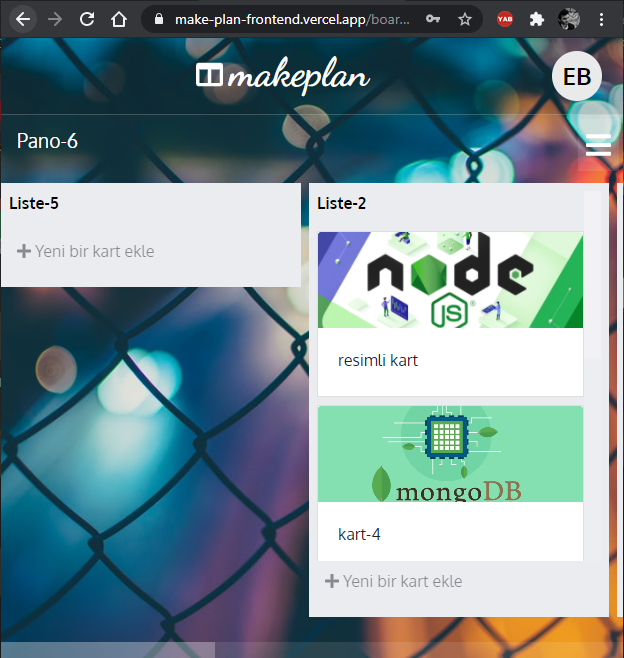 make-plan-frontend.vercel.app/boar...
YAB
makeplan
EB
Pano-6
Liste-5
Yeni bir kart ekle
Liste-2
node
JS
resimli kart
mongoDB
kart-4
Yeni bir kart ekle